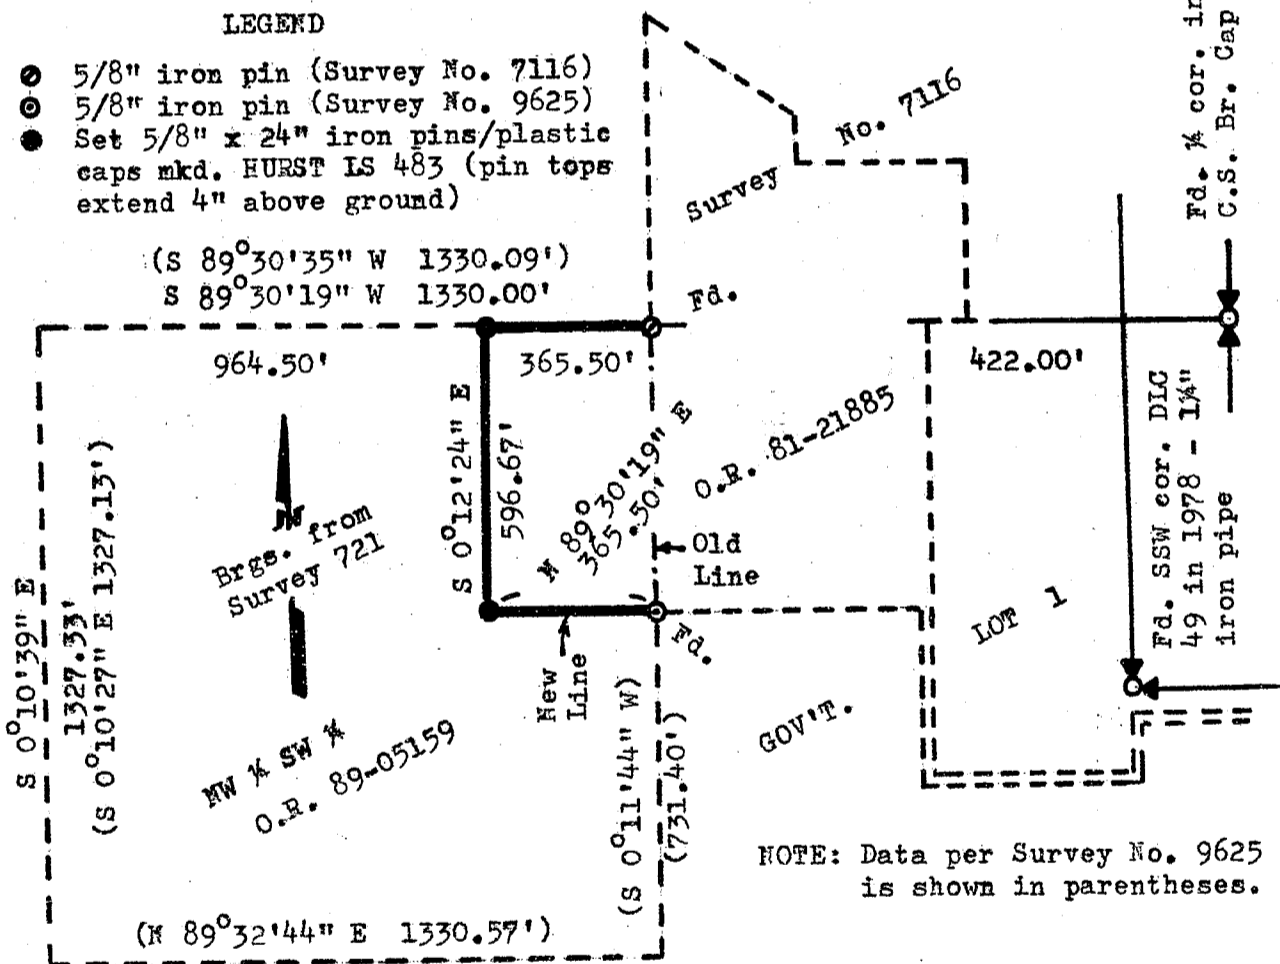 LEGEND
5/8" iron pin (Survey No. 7116)
5/8" iron pin (Survey No. 9625)
Set 5/8" x 24" iron pins/plastic
caps mkd. HURST LS 483 (pin tops
extend 4" above ground)
(S 89°30'35" W 1330.09')
S 89°30'19" W 1330.00'
Survey No. 7116
Fd. ¼ cor. in
C.S. Br. Cap
Fd.
964.50'
365.50'
422.00'
S 0°12'24" E
596.67'
N 89°30'19" E
365.50'
O.R. 81-21885
Old
Line
Fd. SSW cor. DLC
49 in 1978 - 1¼"
iron pipe
N
Brgs. from
Survey 721
S 0°10'39" E
1327.33'
(S 0°10'27" E 1327.13')
New
Line
Fd.
LOT 1
GOV'T.
NW ¼ SW ¼
O.R. 89-05159
(S 0°11'44" W)
(731.40')
NOTE: Data per Survey No. 9625
is shown in parentheses.
(N 89°32'44" E 1330.57')